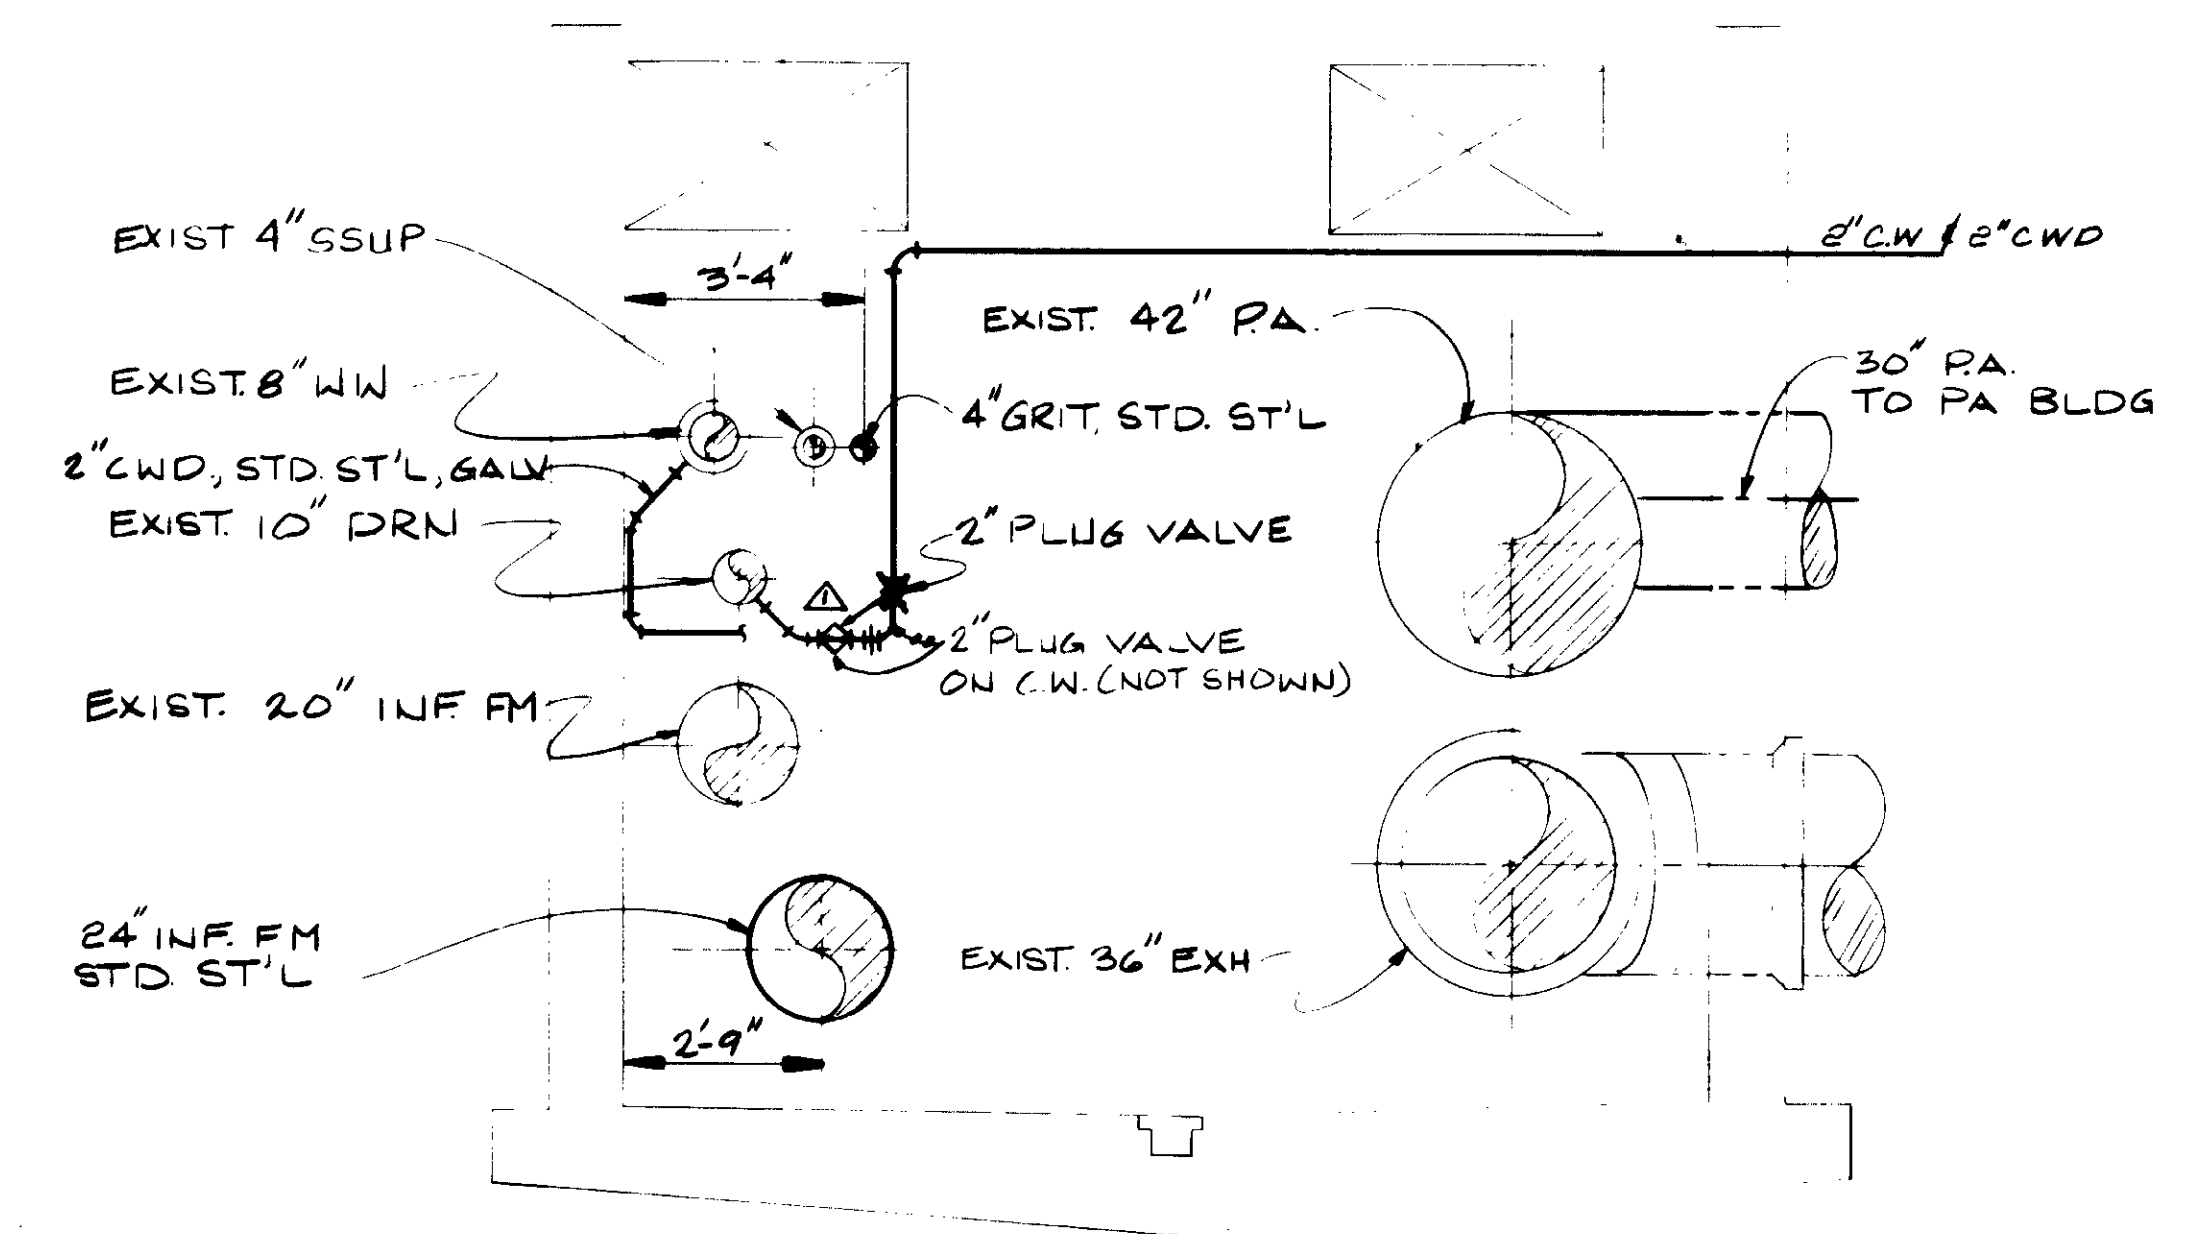 EXIST 4" SSUP
3'-4"
2" C.W & 2" CWD
EXIST. 42" P.A.
30" P.A.
TO PA BLDG
EXIST. 8" WW
4" GRIT, STD. ST'L
2" CWD., STD. ST'L, GALV
EXIST. 10" DRN
2" PLUG VALVE
1
2" PLUG VALVE
ON C.W. (NOT SHOWN)
EXIST. 20" INF. FM
24" INF. FM
STD. ST'L
EXIST. 36" EXH
2'-9"